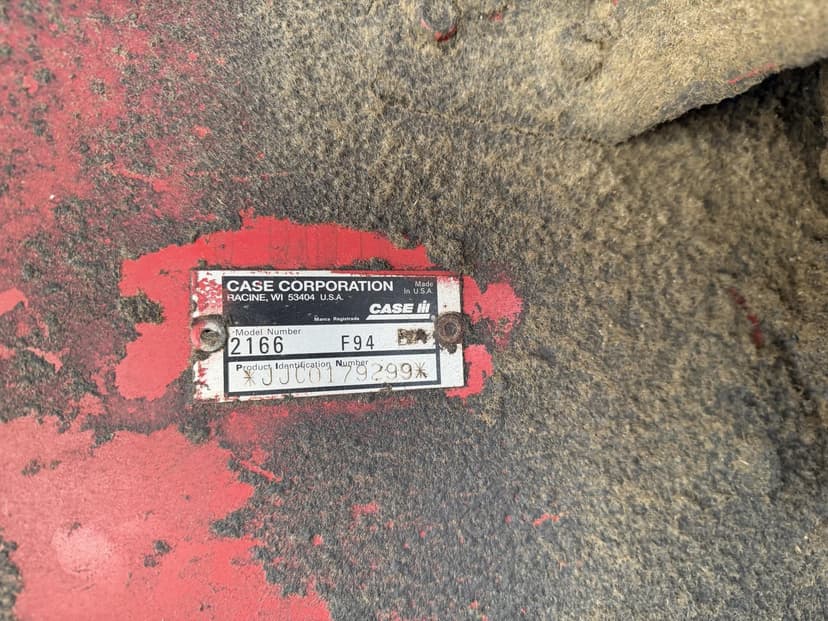 CASE CORPORATION
Made
In U.S.A.
RACINE, WI 53404 U.S.A.
CASE IH
Marca Registrada
Model Number
2166 F94
Product Identification Number
*JJC0179299*